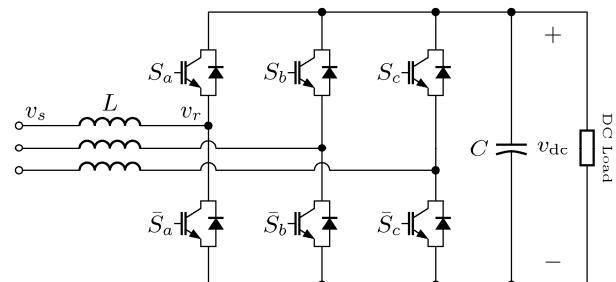 S_a
S_b
S_c
+
v_s
L
v_r
C
v_dc
DC Load
S̄_a
S̄_b
S̄_c
−